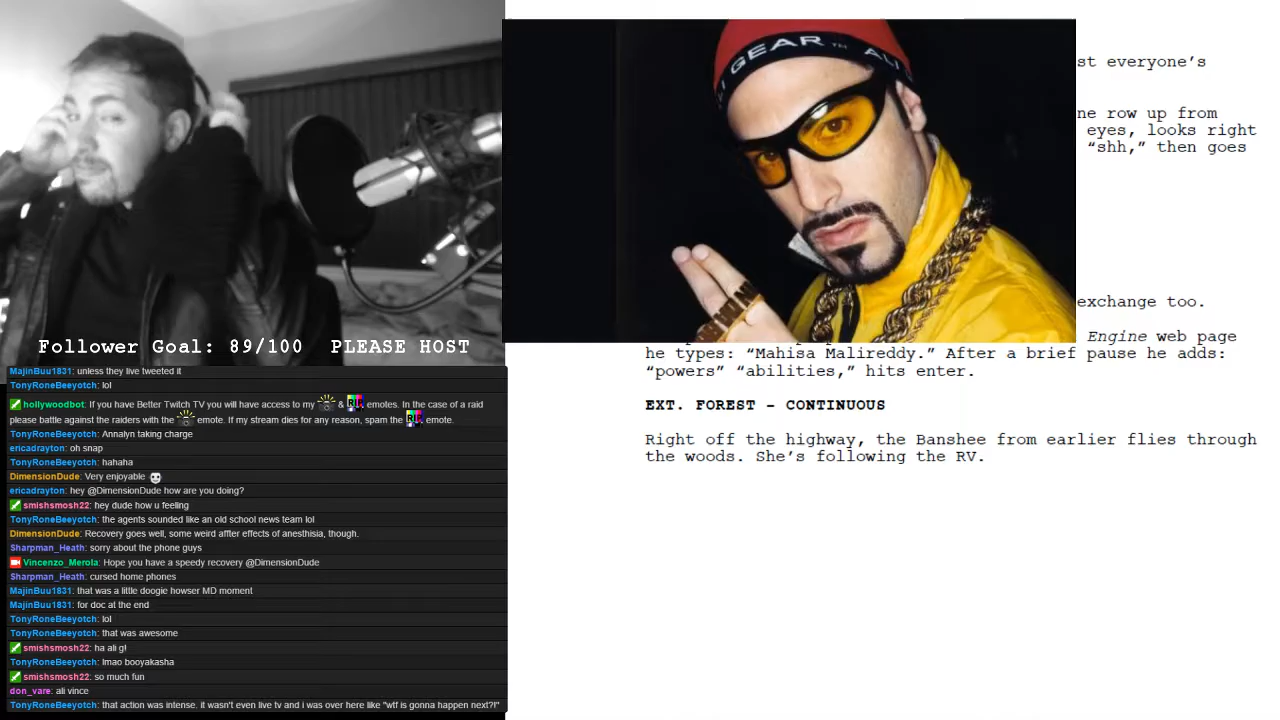 GEAR™ ALI G
LI
st everyone’s
ne row up from
eyes, looks right
“shh,” then goes
exchange too.
Engine web page
he types: “Mahisa Malireddy.” After a brief pause he adds:
“powers” “abilities,” hits enter.
EXT. FOREST – CONTINUOUS
Right off the highway, the Banshee from earlier flies through
the woods. She’s following the RV.
Follower Goal: 89/100 PLEASE HOST
MajinBuu1831: unless they live tweeted it
TonyRoneBeeyotch: lol
hollywoodbot: If you have Better Twitch TV you will have access to my & RIP emotes. In the case of a raid
please battle against the raiders with the emote. If my stream dies for any reason, spam the RIP emote.
TonyRoneBeeyotch: Annalyn taking charge
ericadrayton: oh snap
TonyRoneBeeyotch: hahaha
DimensionDude: Very enjoyable
ericadrayton: hey @DimensionDude how are you doing?
smishsmosh22: hey dude how u feeling
TonyRoneBeeyotch: the agents sounded like an old school news team lol
DimensionDude: Recovery goes well, some weird affter effects of anesthisia, though.
Sharpman_Heath: sorry about the phone guys
Vincenzo_Merola: Hope you have a speedy recovery @DimensionDude
Sharpman_Heath: cursed home phones
MajinBuu1831: that was a little doogie howser MD moment
MajinBuu1831: for doc at the end
TonyRoneBeeyotch: lol
TonyRoneBeeyotch: that was awesome
smishsmosh22: ha ali g!
TonyRoneBeeyotch: lmao booyakasha
smishsmosh22: so much fun
don_vare: ali vince
TonyRoneBeeyotch: that action was intense. it wasn't even live tv and i was over here like "wtf is gonna happen next?!"